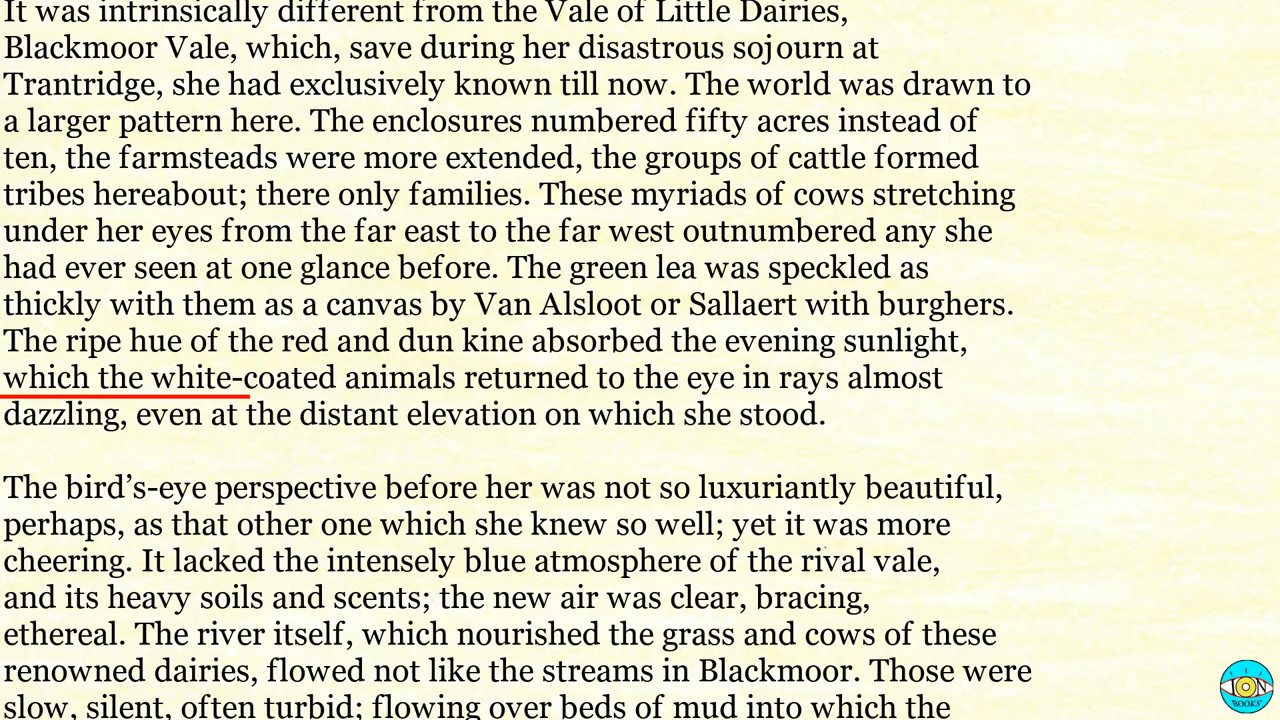 It was intrinsically different from the Vale of Little Dairies,
Blackmoor Vale, which, save during her disastrous sojourn at
Trantridge, she had exclusively known till now. The world was drawn to
a larger pattern here. The enclosures numbered fifty acres instead of
ten, the farmsteads were more extended, the groups of cattle formed
tribes hereabout; there only families. These myriads of cows stretching
under her eyes from the far east to the far west outnumbered any she
had ever seen at one glance before. The green lea was speckled as
thickly with them as a canvas by Van Alsloot or Sallaert with burghers.
The ripe hue of the red and dun kine absorbed the evening sunlight,
which the white-coated animals returned to the eye in rays almost
dazzling, even at the distant elevation on which she stood.
The bird’s-eye perspective before her was not so luxuriantly beautiful,
perhaps, as that other one which she knew so well; yet it was more
cheering. It lacked the intensely blue atmosphere of the rival vale,
and its heavy soils and scents; the new air was clear, bracing,
ethereal. The river itself, which nourished the grass and cows of these
renowned dairies, flowed not like the streams in Blackmoor. Those were
slow, silent, often turbid; flowing over beds of mud into which the
ION
BOOKS